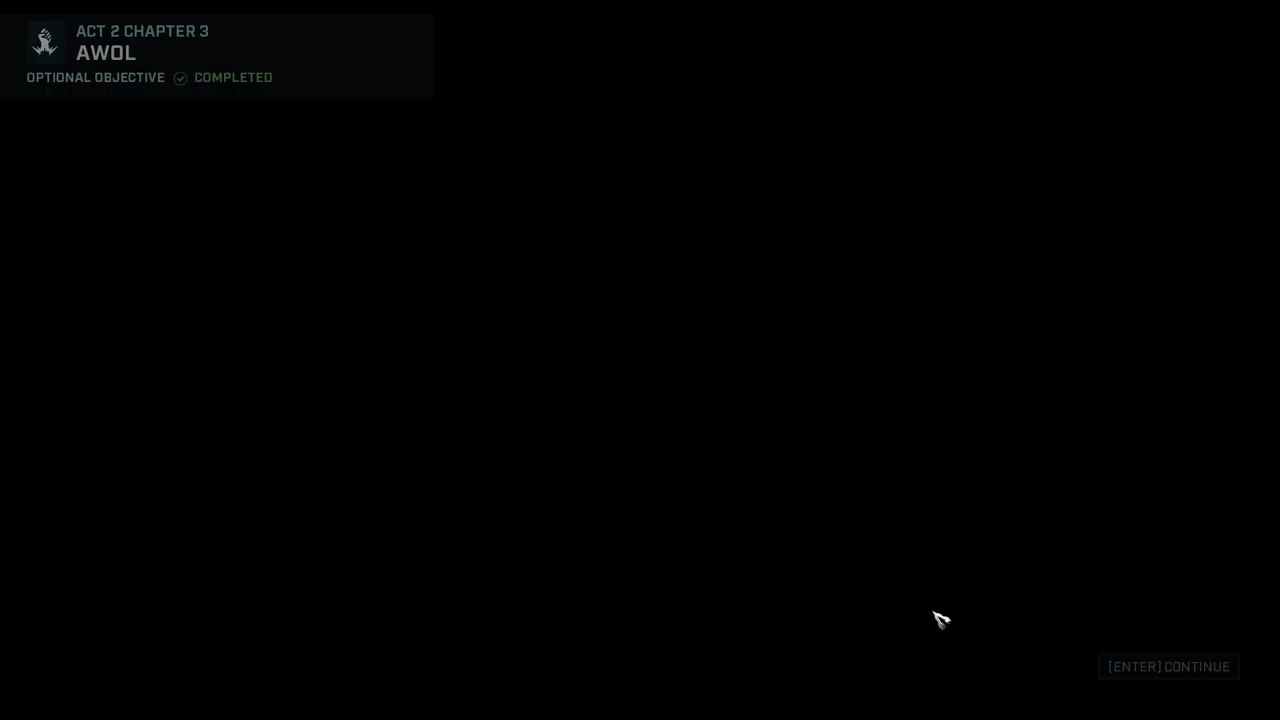 ACT 2 CHAPTER 3
AWOL
OPTIONAL OBJECTIVE COMPLETED
[ENTER] CONTINUE